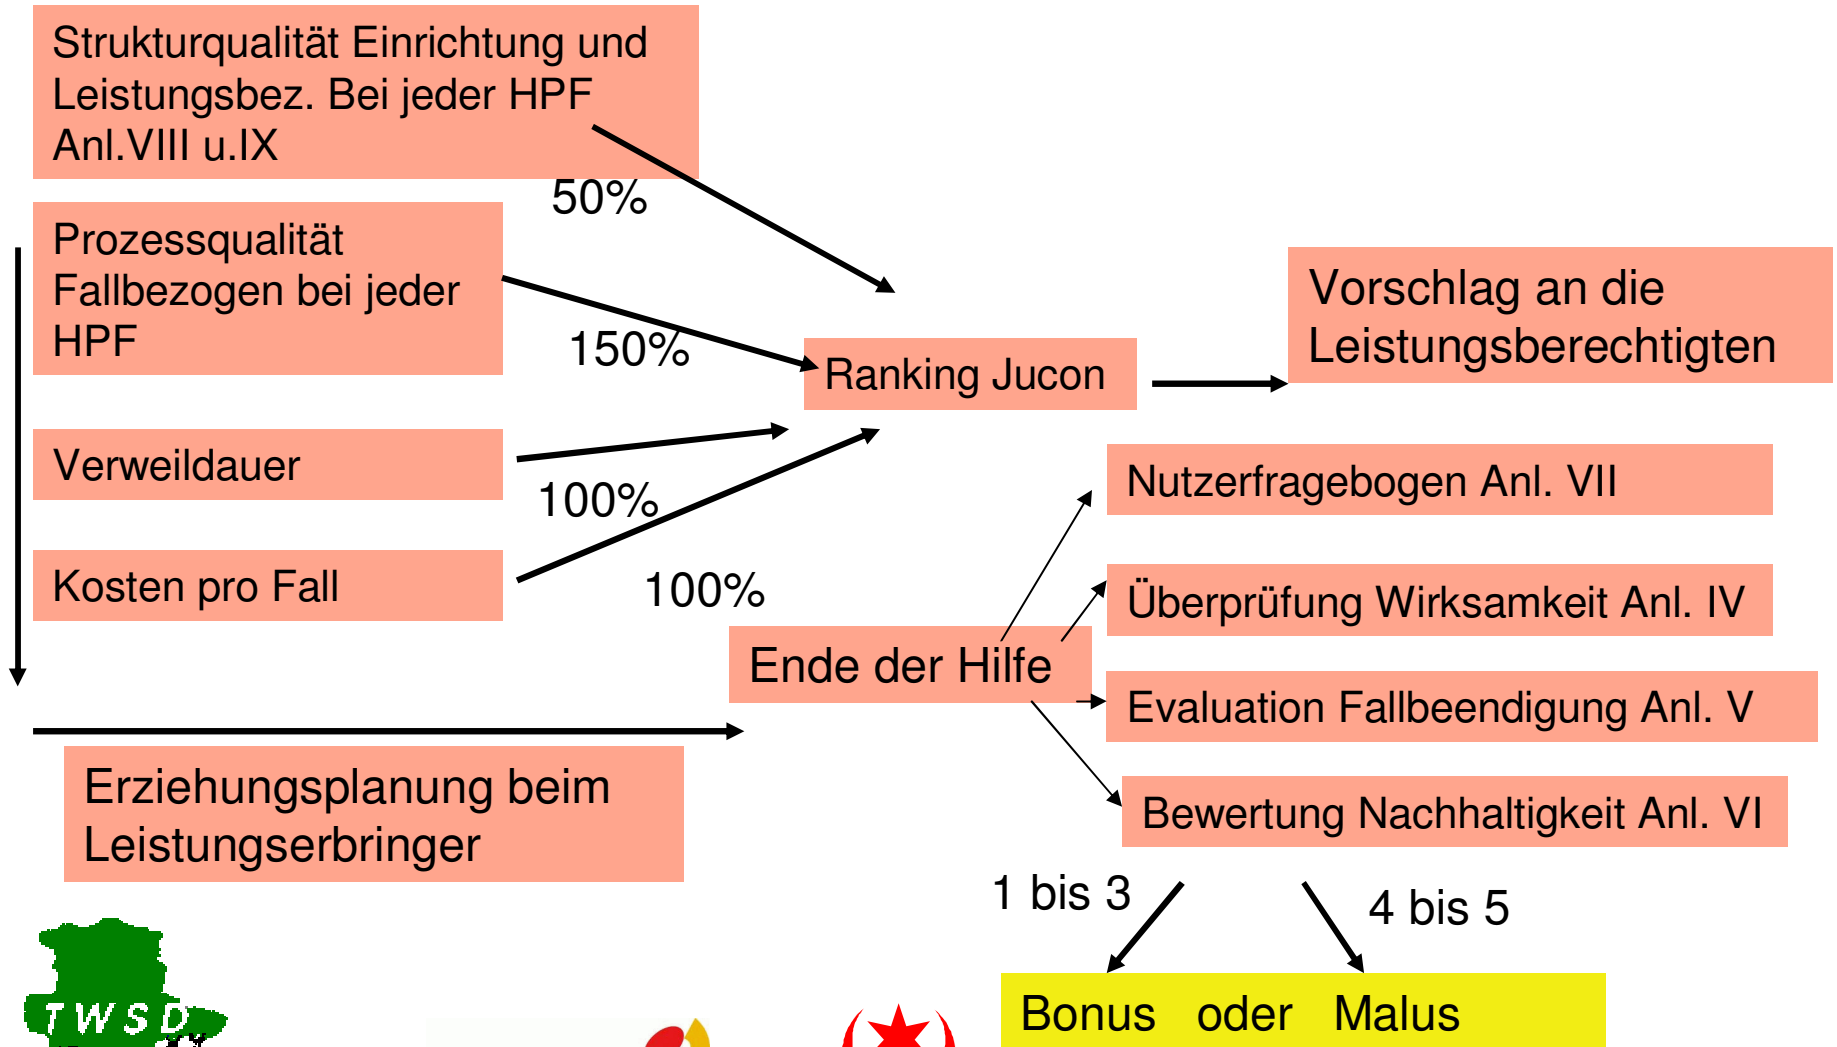 Strukturqualität Einrichtung und
Leistungsbez. Bei jeder HPF
Anl.VIII u.IX
50%
Prozessqualität
Fallbezogen bei jeder
HPF
150%
Verweildauer
100%
Kosten pro Fall
100%
Ranking Jucon
Vorschlag an die
Leistungsberechtigten
Nutzerfragebogen Anl. VII
Überprüfung Wirksamkeit Anl. IV
Ende der Hilfe
Evaluation Fallbeendigung Anl. V
Bewertung Nachhaltigkeit Anl. VI
Erziehungsplanung beim
Leistungserbringer
1 bis 3
4 bis 5
Bonus oder Malus
TWSD